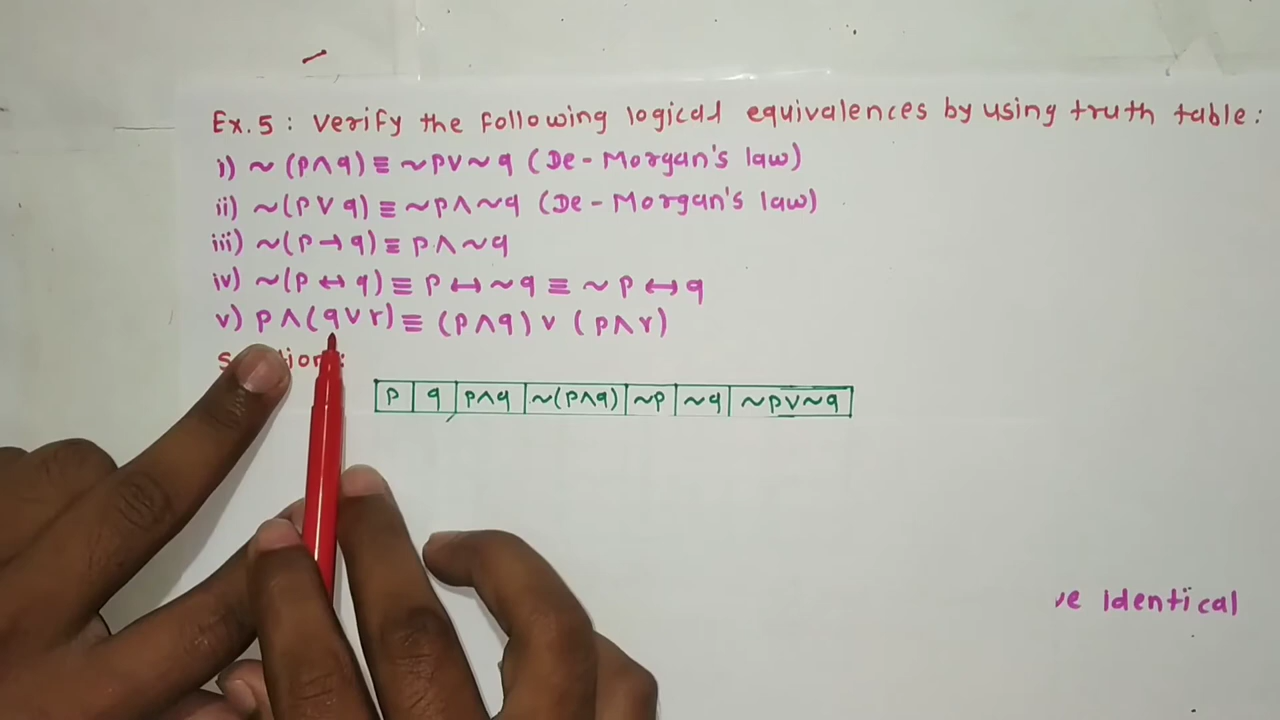 Ex.5 : Verify the following logical equivalences by using truth table :
i) ~ (p∧q) ≡ ~p∨~q (De-Morgan's law)
ii) ~(p∨q) ≡ ~p∧~q (De-Morgan's law)
iii) ~(p→q) ≡ p∧~q
iv) ~(p↔q) ≡ p↔~q ≡ ~p↔q
v) p∧(q∨r) ≡ (p∧q)∨(p∧r)
p q p∧q ~(p∧q) ~p ~q ~p∨~q
identical